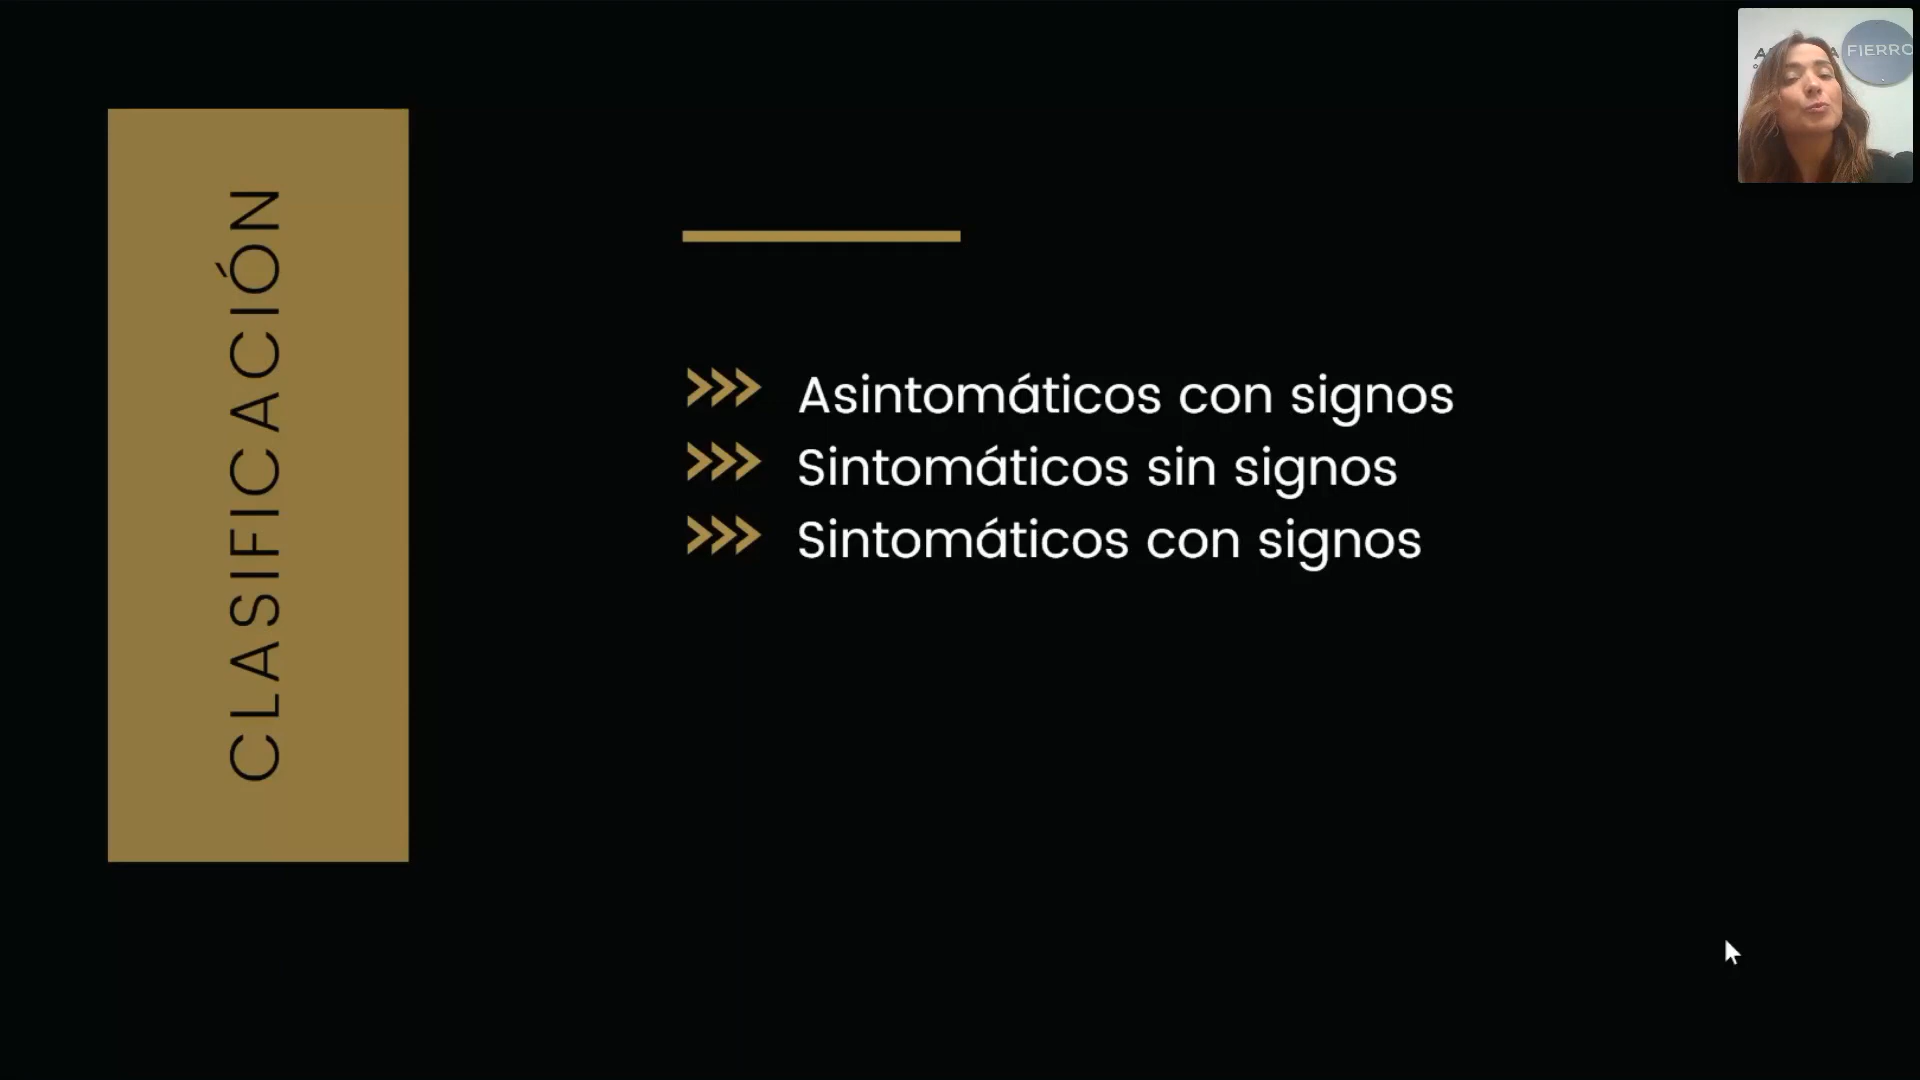 CLASIFICACIÓN
Asintomáticos con signos
Sintomáticos sin signos
Sintomáticos con signos
FIERRO